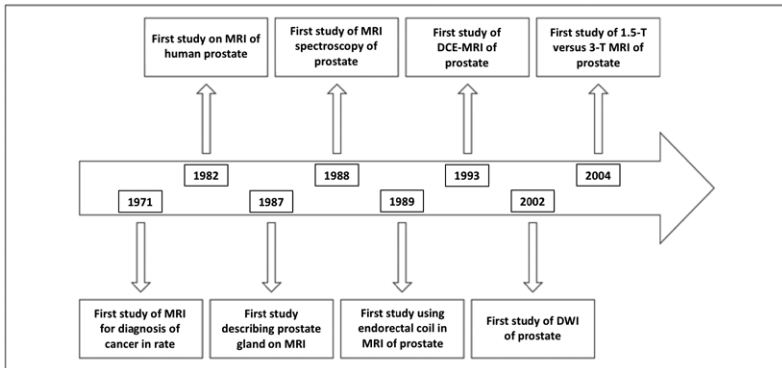 First study on MRI of
human prostate
First study of MRI
spectroscopy of
prostate
First study of
DCE-MRI of
prostate
First study of 1.5-T
versus 3-T MRI of
prostate
1982
1988
1993
2004
1971
1987
1989
2002
First study of MRI
for diagnosis of
cancer in rate
First study
describing prostate
gland on MRI
First study using
endorectal coil in
MRI of prostate
First study of DWI
of prostate